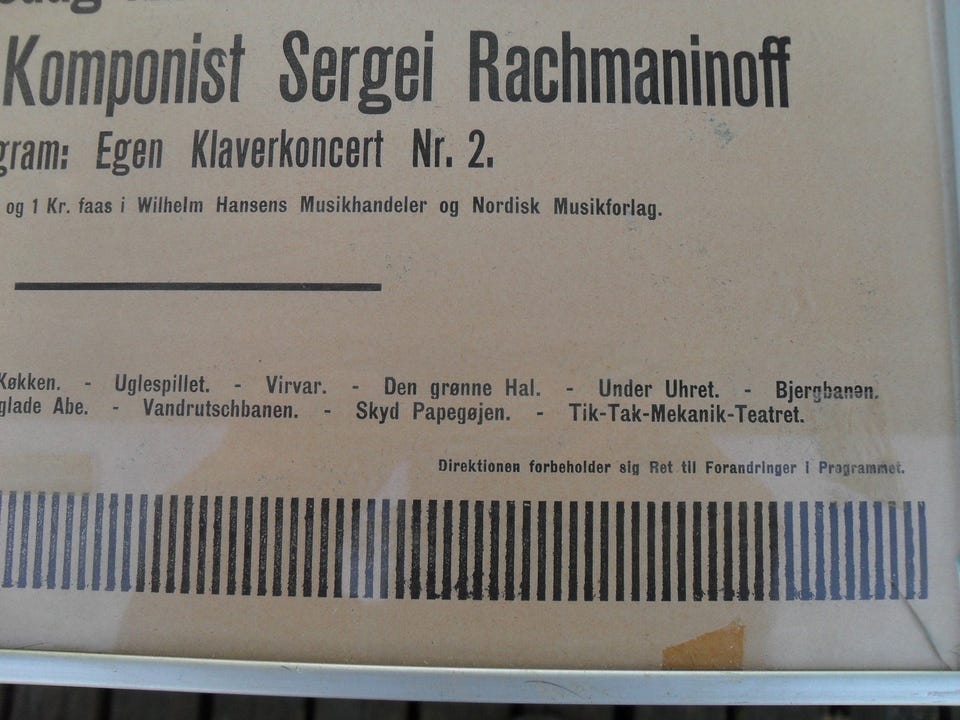 Komponist Sergei Rachmaninoff
gram: Egen Klaverkoncert Nr. 2.
og 1 Kr. faas i Wilhelm Hansens Musikhandeler og Nordisk Musikforlag.
Køkken. - Uglespillet. - Virvar. - Den grønne Hal. - Under Uhret. - Bjergbanen.
glade Abe. - Vandrutschbanen. - Skyd Papegøjen. - Tik-Tak-Mekanik-Teatret.
Direktionen forbeholder sig Ret til Forandringer i Programmet.